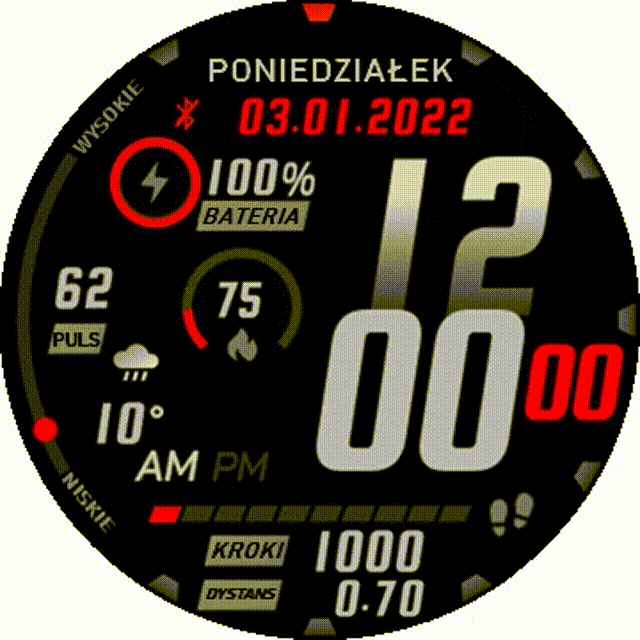 PONIEDZIAŁEK
03.01.2022
WYSOKIE
100%
BATERIA
12
62
PULS
75
00
00
10°
AM PM
NISKIE
KROKI 1000
DYSTANS 0.70